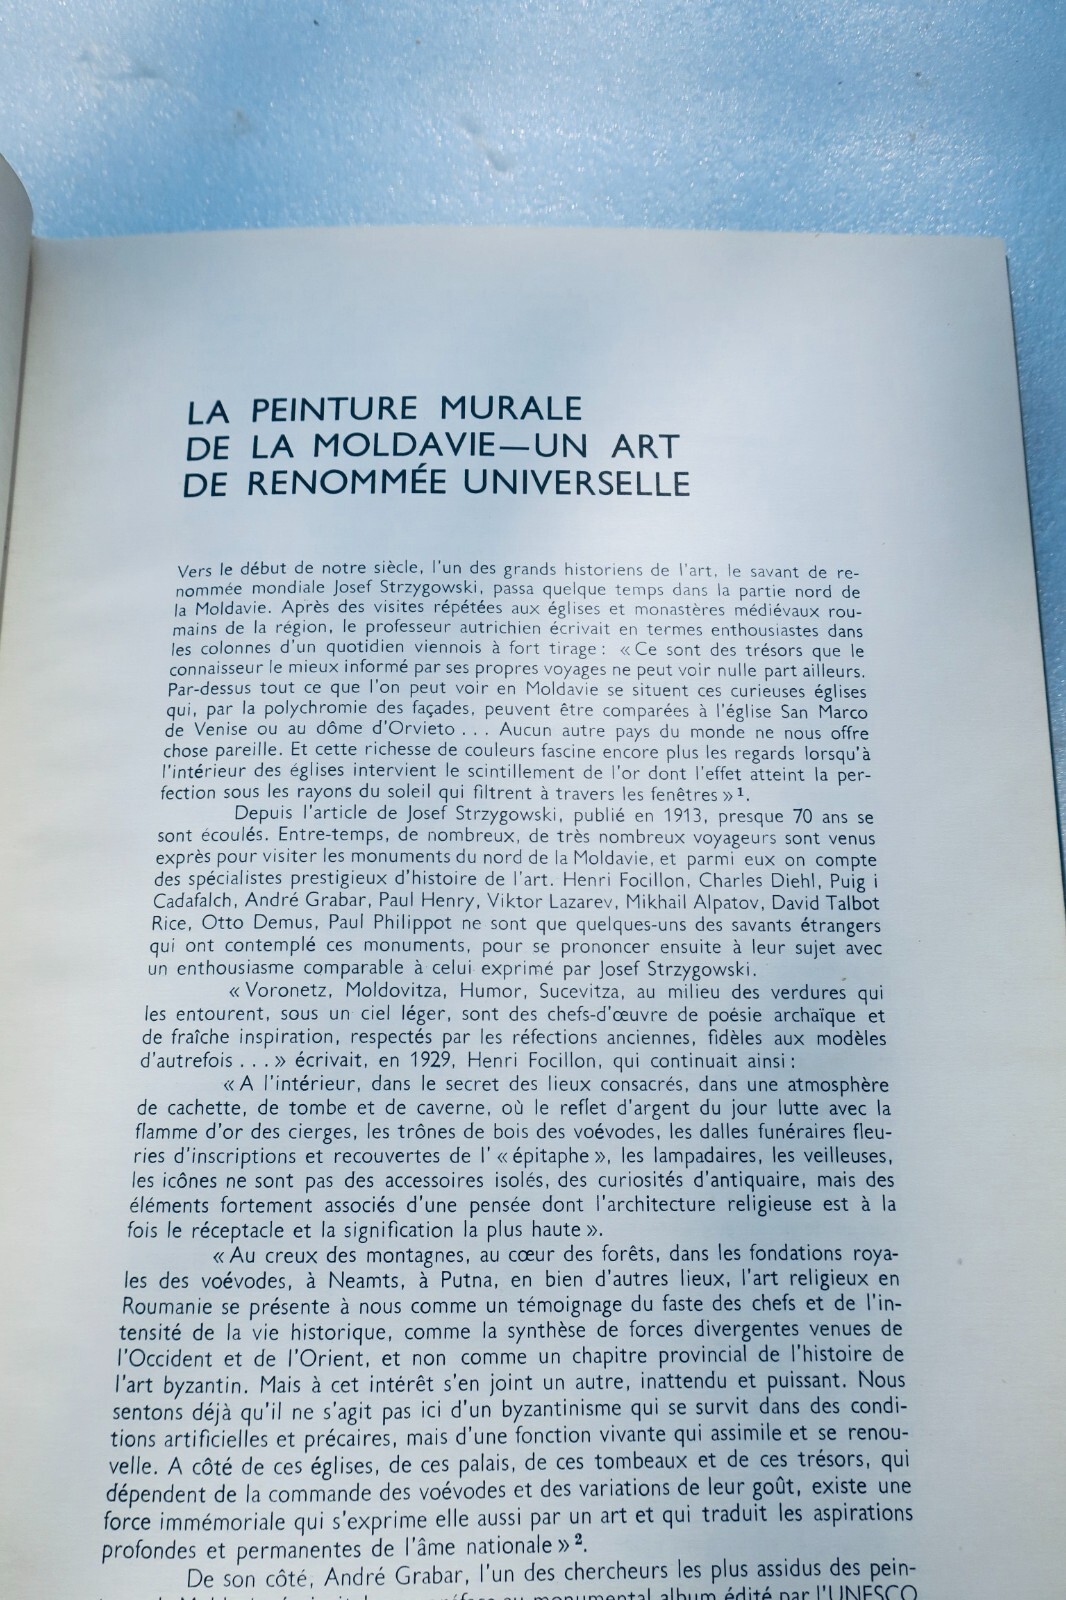 LA PEINTURE MURALE
DE LA MOLDAVIE—UN ART
DE RENOMMÉE UNIVERSELLE
Vers le début de notre siècle, l'un des grands historiens de l'art, le savant de re-
nommée mondiale Josef Strzygowski, passa quelque temps dans la partie nord de
la Moldavie. Après des visites répétées aux églises et monastères médiévaux rou-
mains de la région, le professeur autrichien écrivait en termes enthousiastes dans
les colonnes d'un quotidien viennois à fort tirage : « Ce sont des trésors que le
connaisseur le mieux informé par ses propres voyages ne peut voir nulle part ailleurs.
Par-dessus tout ce que l'on peut voir en Moldavie se situent ces curieuses églises
qui, par la polychromie des façades, peuvent être comparées à l'église San Marco
de Venise ou au dôme d'Orvieto . . . Aucun autre pays du monde ne nous offre
chose pareille. Et cette richesse de couleurs fascine encore plus les regards lorsqu'à
l'intérieur des églises intervient le scintillement de l'or dont l'effet atteint la per-
fection sous les rayons du soleil qui filtrent à travers les fenêtres » ¹.
Depuis l'article de Josef Strzygowski, publié en 1913, presque 70 ans se
sont écoulés. Entre-temps, de nombreux, de très nombreux voyageurs sont venus
exprès pour visiter les monuments du nord de la Moldavie, et parmi eux on compte
des spécialistes prestigieux d'histoire de l'art. Henri Focillon, Charles Diehl, Puig i
Cadafalch, André Grabar, Paul Henry, Viktor Lazarev, Mikhail Alpatov, David Talbot
Rice, Otto Demus, Paul Philippot ne sont que quelques-uns des savants étrangers
qui ont contemplé ces monuments, pour se prononcer ensuite à leur sujet avec
un enthousiasme comparable à celui exprimé par Josef Strzygowski.
« Voronetz, Moldovitza, Humor, Sucevitza, au milieu des verdures qui
les entourent, sous un ciel léger, sont des chefs-d'œuvre de poésie archaïque et
de fraîche inspiration, respectés par les réfections anciennes, fidèles aux modèles
d'autrefois . . . » écrivait, en 1929, Henri Focillon, qui continuait ainsi :
« A l'intérieur, dans le secret des lieux consacrés, dans une atmosphère
de cachette, de tombe et de caverne, où le reflet d'argent du jour lutte avec la
flamme d'or des cierges, les trônes de bois des voévodes, les dalles funéraires fleu-
ries d'inscriptions et recouvertes de l' « épitaphe », les lampadaires, les veilleuses,
les icônes ne sont pas des accessoires isolés, des curiosités d'antiquaire, mais des
éléments fortement associés d'une pensée dont l'architecture religieuse est à la
fois le réceptacle et la signification la plus haute ».
« Au creux des montagnes, au cœur des forêts, dans les fondations roya-
les des voévodes, à Neamts, à Putna, en bien d'autres lieux, l'art religieux en
Roumanie se présente à nous comme un témoignage du faste des chefs et de l'in-
tensité de la vie historique, comme la synthèse de forces divergentes venues de
l'Occident et de l'Orient, et non comme un chapitre provincial de l'histoire de
l'art byzantin. Mais à cet intérêt s'en joint un autre, inattendu et puissant. Nous
sentons déjà qu'il ne s'agit pas ici d'un byzantinisme qui se survit dans des condi-
tions artificielles et précaires, mais d'une fonction vivante qui assimile et se renou-
velle. A côté de ces églises, de ces palais, de ces tombeaux et de ces trésors, qui
dépendent de la commande des voévodes et des variations de leur goût, existe une
force immémoriale qui s'exprime elle aussi par un art et qui traduit les aspirations
profondes et permanentes de l'âme nationale » ².
De son côté, André Grabar, l'un des chercheurs les plus assidus des pein-
monumental album édité par l'UNESCO